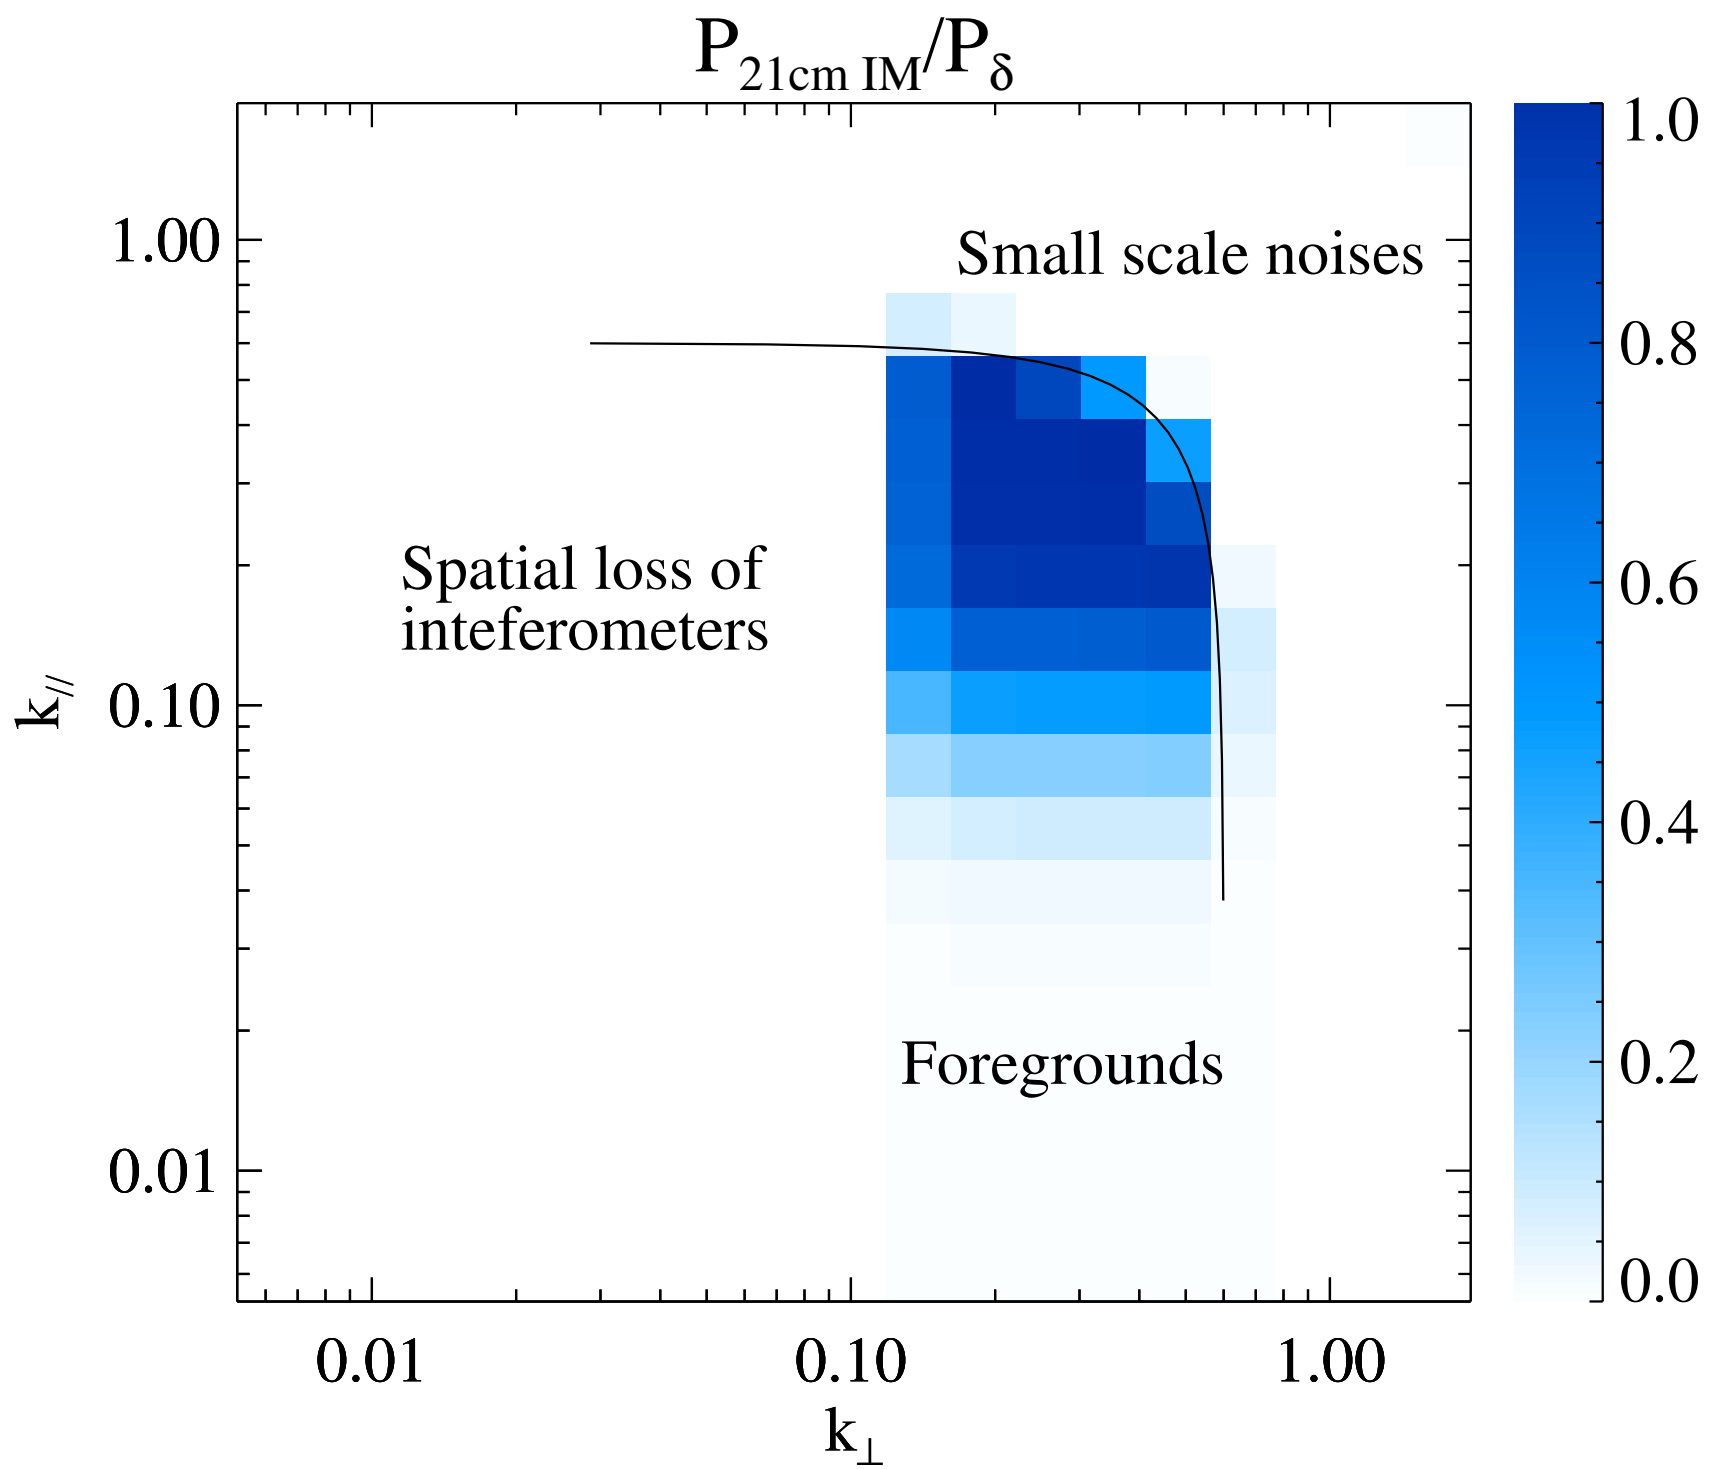 P21cm IM/Pδ
1.0
1.00
Small scale noises
0.8
Spatial loss of
inteferometers
0.6
k//
0.10
0.4
Foregrounds
0.2
0.01
0.0
0.01
0.10
1.00
k⊥